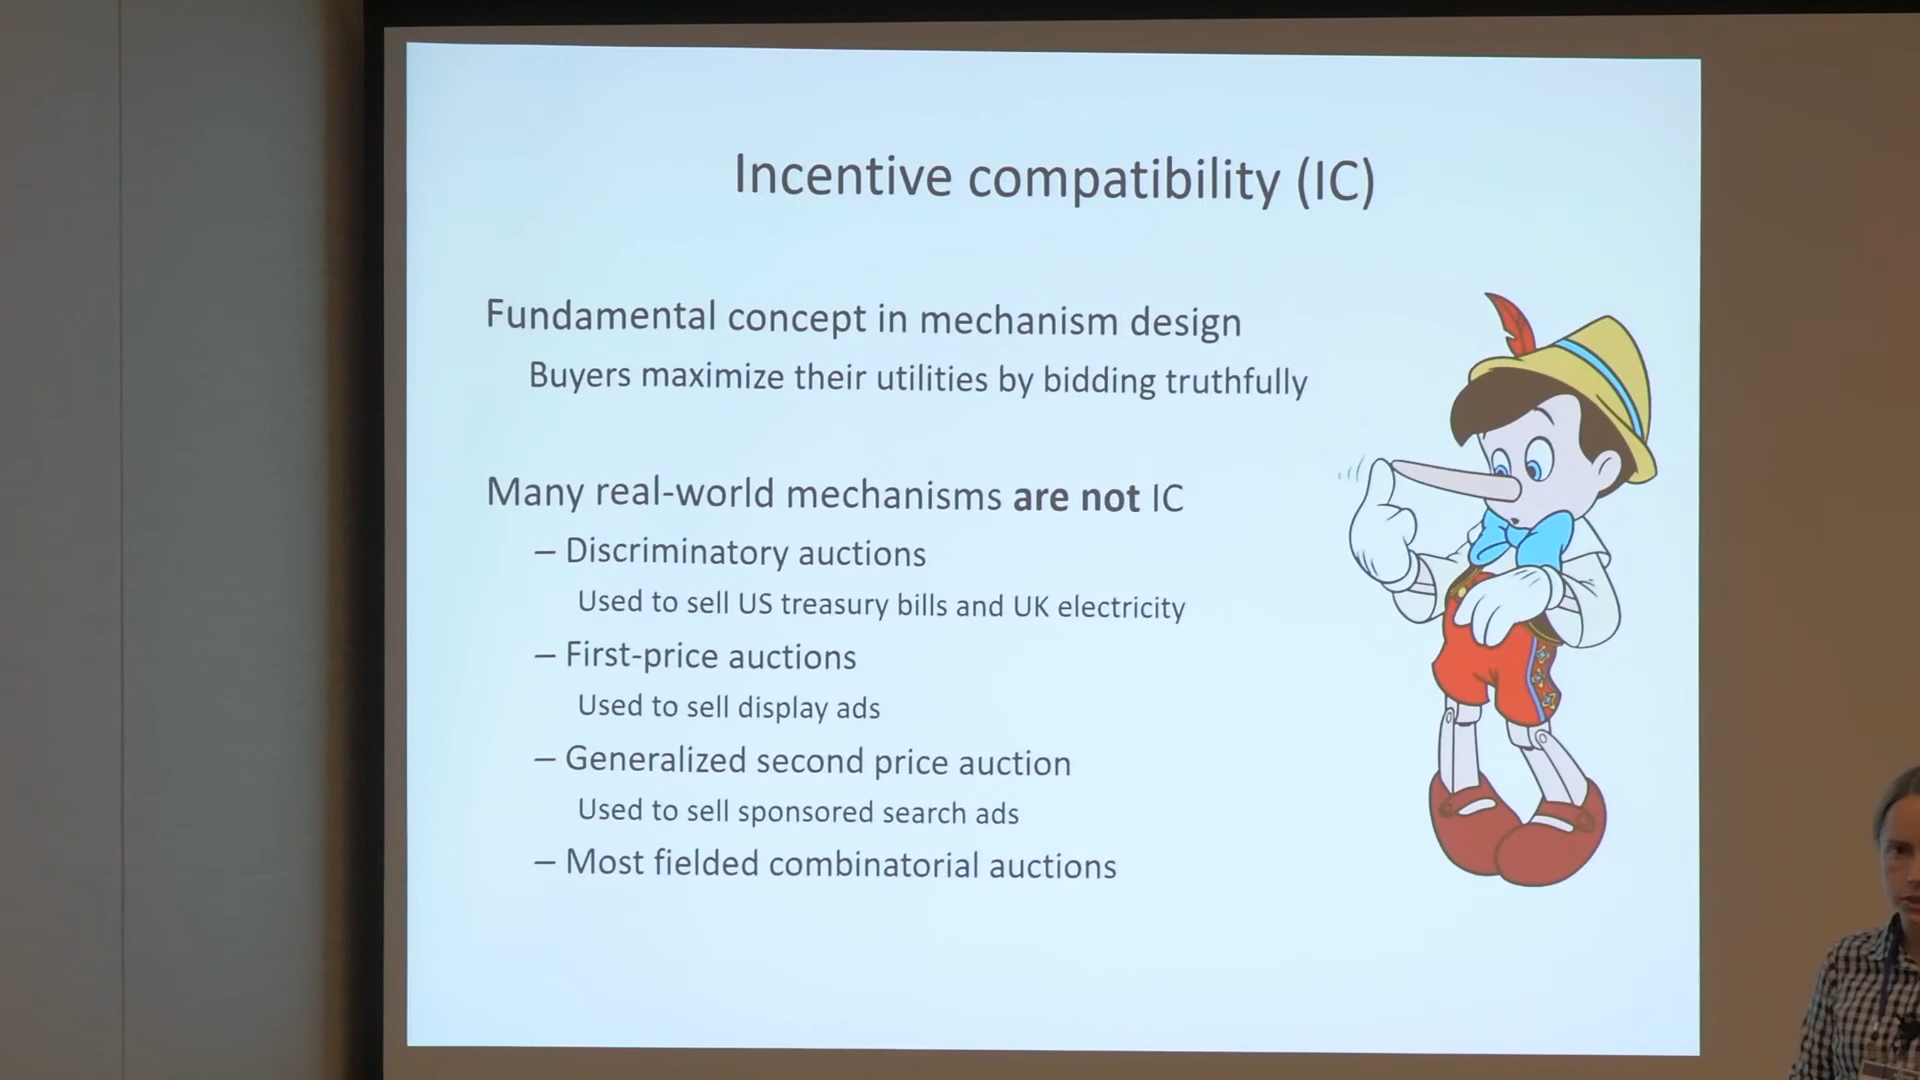 Incentive compatibility (IC)
Fundamental concept in mechanism design
Buyers maximize their utilities by bidding truthfully
Many real-world mechanisms are not IC
– Discriminatory auctions
Used to sell US treasury bills and UK electricity
– First-price auctions
Used to sell display ads
– Generalized second price auction
Used to sell sponsored search ads
– Most fielded combinatorial auctions